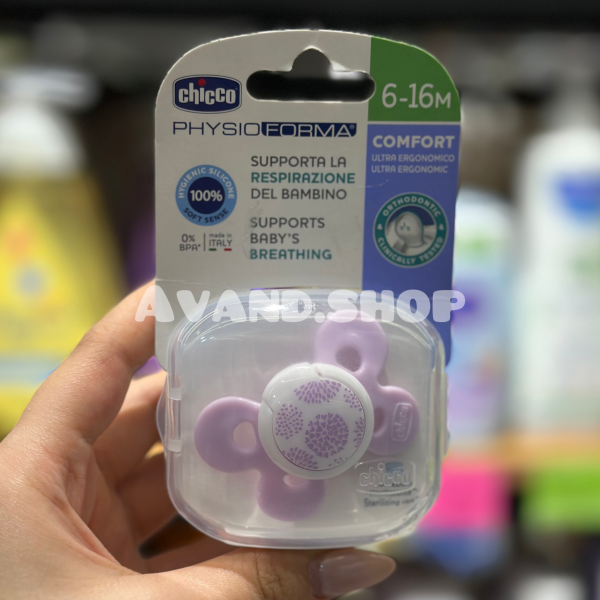 chicco
6-16M
PHYSIOFORMA®
COMFORT
ULTRA ERGONOMICO
ULTRA ERGONOMIC
HYGIENIC SILICONE
100%
SOFT SENSE
SUPPORTA LA
RESPIRAZIONE
DEL BAMBINO
SUPPORTS
BABY'S
BREATHING
ORTHODONTIC
CLINICALLY TESTED
0%
BPA*
made in
ITALY
AVAND.SHOP
chicco
chicco